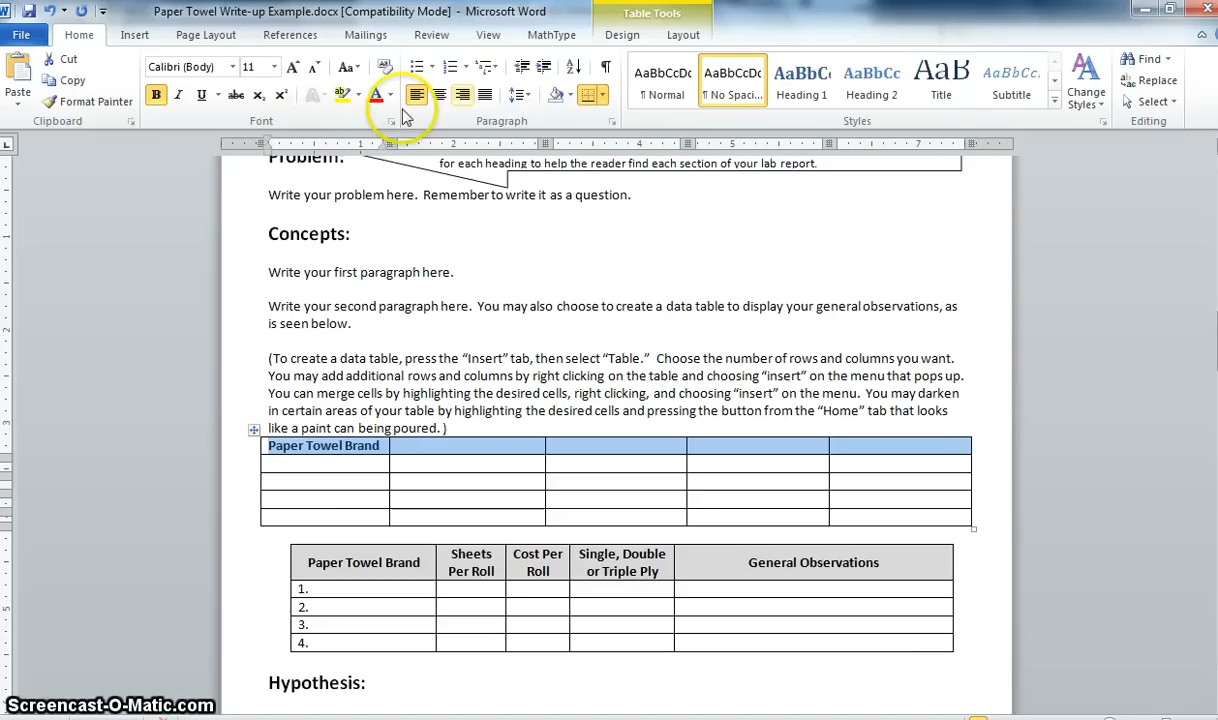 Paper Towel Write-up Example.docx [Compatibility Mode] - Microsoft Word
Table Tools
File Home Insert Page Layout References Mailings Review View MathType Design Layout
Paste
Cut
Copy
Format Painter
Clipboard
Calibri (Body) 11
Font
Paragraph
AaBbCcDc AaBbCcDc AaBbC AaBbCc AaB AaBbCc.
¶ Normal ¶ No Spaci... Heading 1 Heading 2 Title Subtitle
Change Styles
Styles
Find
Replace
Select
Editing
1 2 3 4 5 6 7
Problem:
for each heading to help the reader find each section of your lab report.
Write your problem here. Remember to write it as a question.
Concepts:
Write your first paragraph here.
Write your second paragraph here. You may also choose to create a data table to display your general observations, as
is seen below.
(To create a data table, press the “Insert” tab, then select “Table.” Choose the number of rows and columns you want.
You may add additional rows and columns by right clicking on the table and choosing “insert” on the menu that pops up.
You can merge cells by highlighting the desired cells, right clicking, and choosing “insert” on the menu. You may darken
in certain areas of your table by highlighting the desired cells and pressing the button from the “Home” tab that looks
like a paint can being poured. )
Paper Towel Brand
Paper Towel Brand Sheets Per Roll Cost Per Roll Single, Double or Triple Ply General Observations
1.
2.
3.
4.
Hypothesis:
Screencast-O-Matic.com